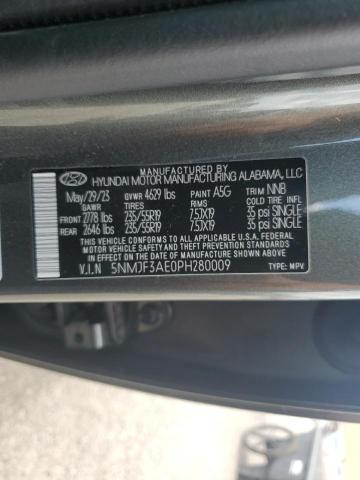 MANUFACTURED BY
HYUNDAI MOTOR MANUFACTURING ALABAMA, LLC
May/29/23 GVWR 4629 lbs PAINT A5G TRIM NNB
GAWR TIRES RIMS COLD TIRE INFL.
FRONT 2778 lbs 235/55R19 7.5JX19 35 psi SINGLE
REAR 2646 lbs 235/55R19 7.5JX19 35 psi SINGLE
THIS VEHICLE CONFORMS TO ALL APPLICABLE U.S.A. FEDERAL
MOTOR VEHICLE SAFETY AND THEFT PREVENTION STANDARDS
IN EFFECT ON THE DATE OF MANUFACTURE SHOWN ABOVE.
V.I.N 5NMJF3AE0PH280009 TYPE: MPV